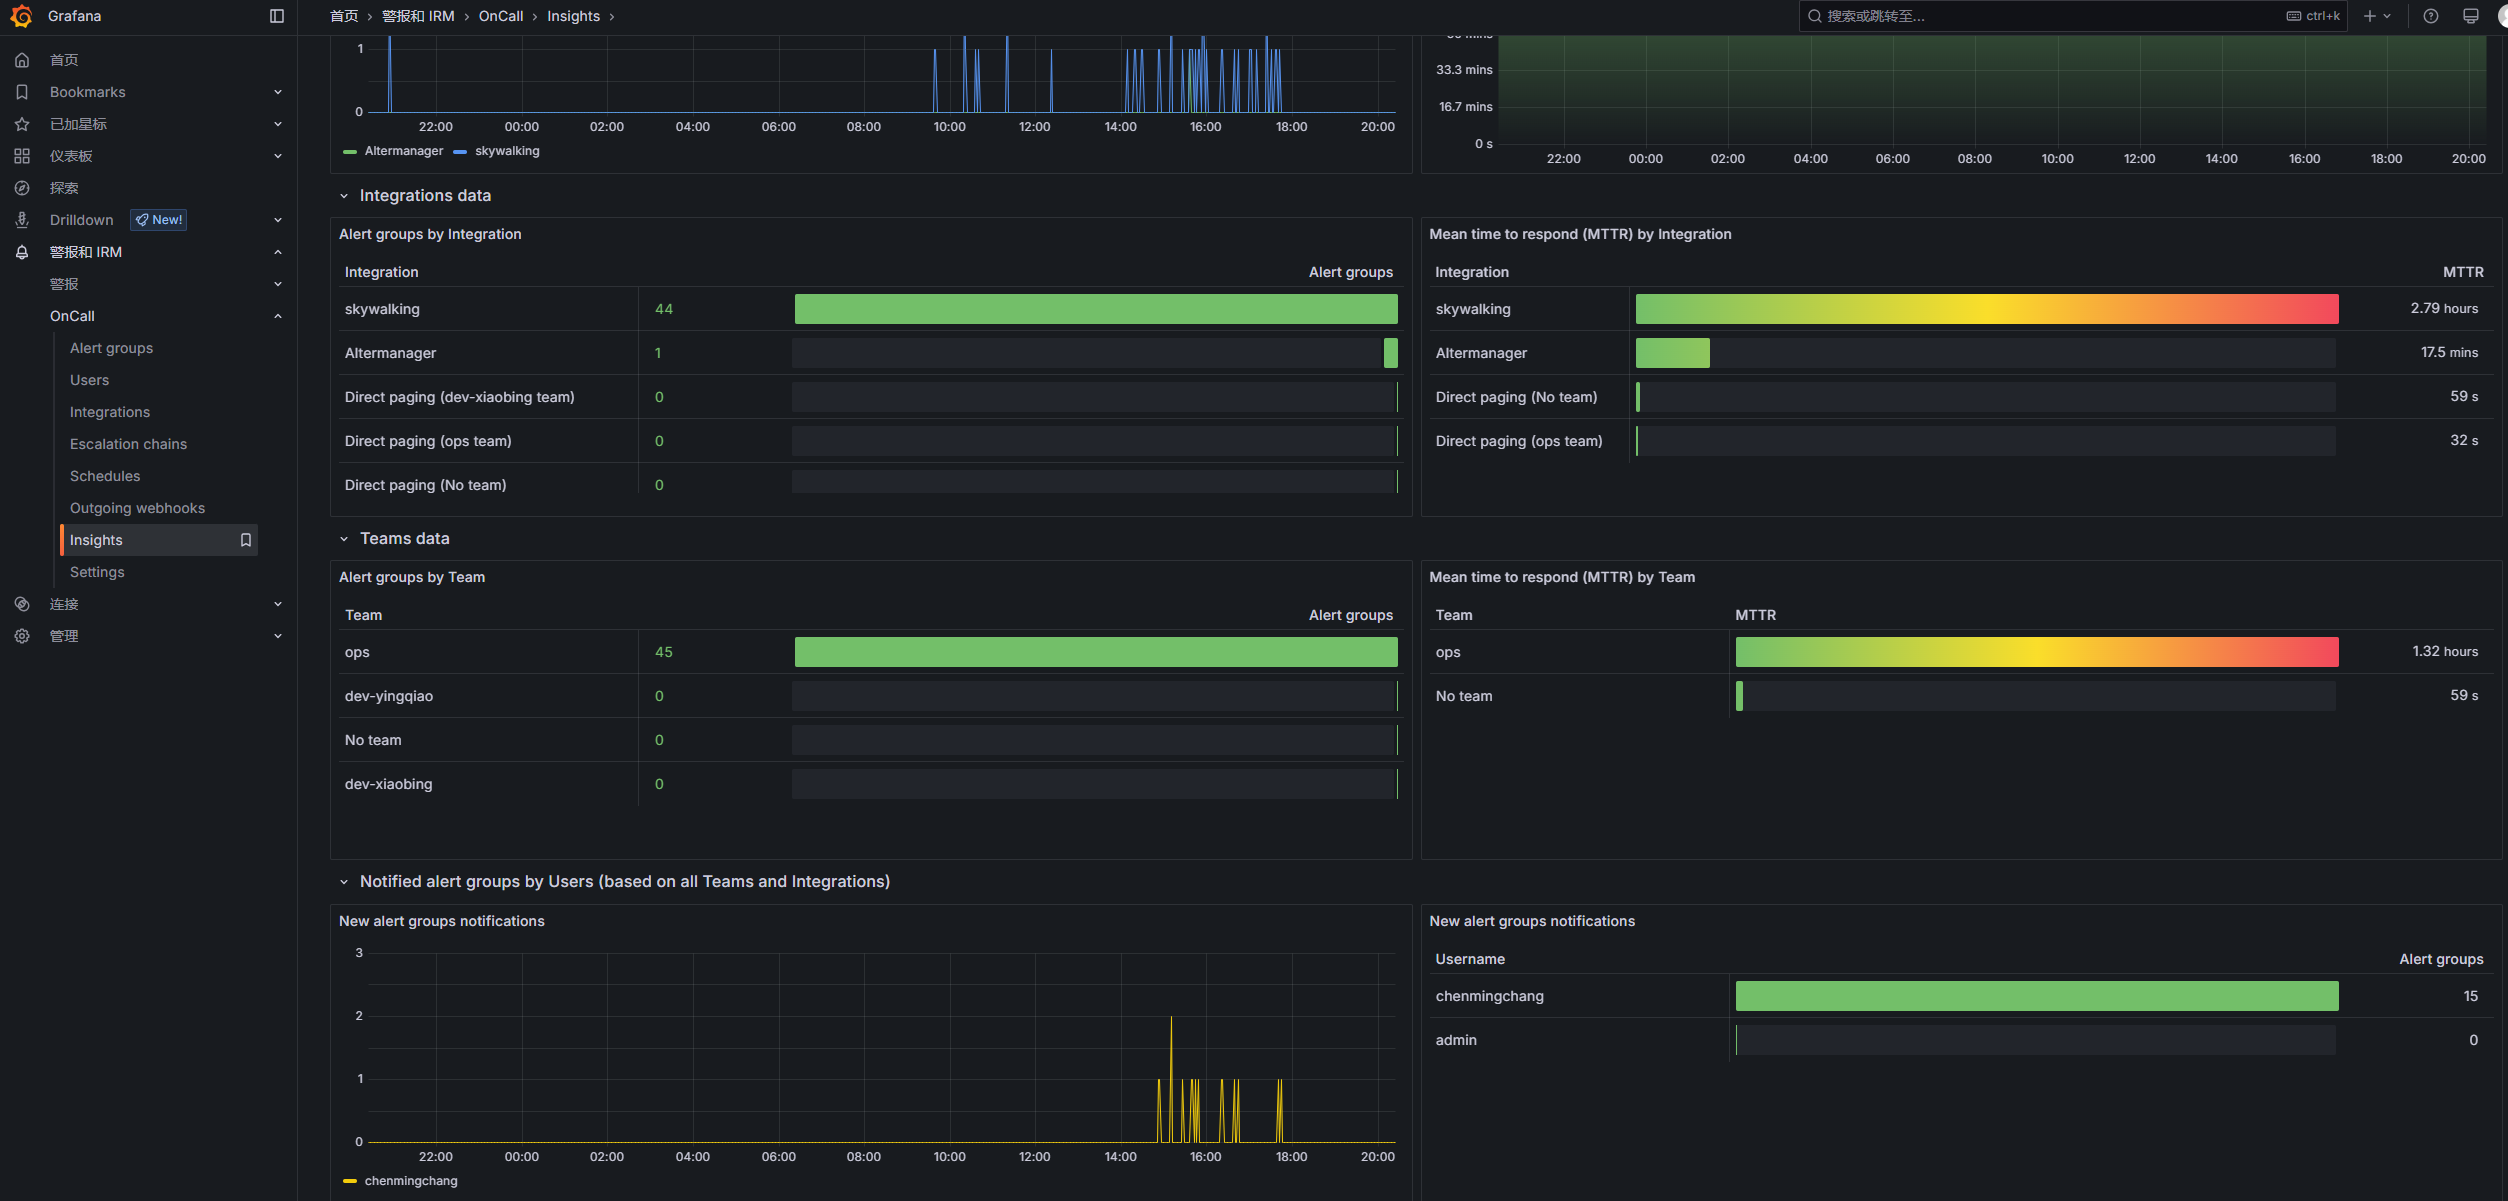 Grafana
首页 › 警报和 IRM › OnCall › Insights ›
搜索或跳转至...
ctrl+k
首页
Bookmarks
已加星标
仪表板
探索
Drilldown
New!
警报和 IRM
警报
OnCall
Alert groups
Users
Integrations
Escalation chains
Schedules
Outgoing webhooks
Insights
Settings
连接
管理
1
0
22:00 00:00 02:00 04:00 06:00 08:00 10:00 12:00 14:00 16:00 18:00 20:00
Altermanager skywalking
33.3 mins
16.7 mins
0 s
22:00 00:00 02:00 04:00 06:00 08:00 10:00 12:00 14:00 16:00 18:00 20:00
Integrations data
Alert groups by Integration
Integration Alert groups
skywalking 44
Altermanager 1
Direct paging (dev-xiaobing team) 0
Direct paging (ops team) 0
Direct paging (No team) 0
Mean time to respond (MTTR) by Integration
Integration MTTR
skywalking 2.79 hours
Altermanager 17.5 mins
Direct paging (No team) 59 s
Direct paging (ops team) 32 s
Teams data
Alert groups by Team
Team Alert groups
ops 45
dev-yingqiao 0
No team 0
dev-xiaobing 0
Mean time to respond (MTTR) by Team
Team MTTR
ops 1.32 hours
No team 59 s
Notified alert groups by Users (based on all Teams and Integrations)
New alert groups notifications
3
2
1
0
22:00 00:00 02:00 04:00 06:00 08:00 10:00 12:00 14:00 16:00 18:00 20:00
chenmingchang
New alert groups notifications
Username Alert groups
chenmingchang 15
admin 0